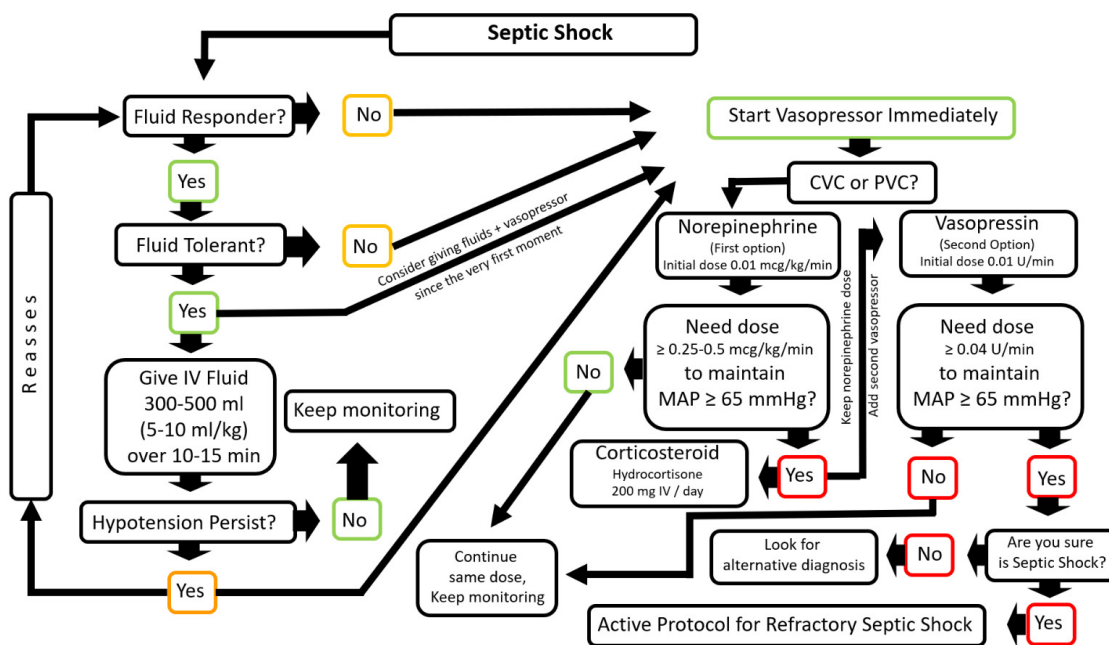 Septic Shock
Fluid Responder?
No
Yes
Fluid Tolerant?
No
Yes
Consider giving fluids + vasopressor
since the very first moment
Give IV Fluid
300-500 ml
(5-10 ml/kg)
over 10-15 min
Keep monitoring
Hypotension Persist?
No
Yes
Reasses
Start Vasopressor Immediately
CVC or PVC?
Norepinephrine
(First option)
Initial dose 0.01 mcg/kg/min
Keep norepinephrine dose
Add second vasopressor
Vasopressin
(Second Option)
Initial dose 0.01 U/min
Need dose
≥ 0.25-0.5 mcg/kg/min
to maintain
MAP ≥ 65 mmHg?
No
Need dose
≥ 0.04 U/min
to maintain
MAP ≥ 65 mmHg?
Corticosteroid
Hydrocortisone
200 mg IV / day
Yes
No
Yes
Continue
same dose,
Keep monitoring
Look for
alternative diagnosis
No
Are you sure
is Septic Shock?
Active Protocol for Refractory Septic Shock
Yes